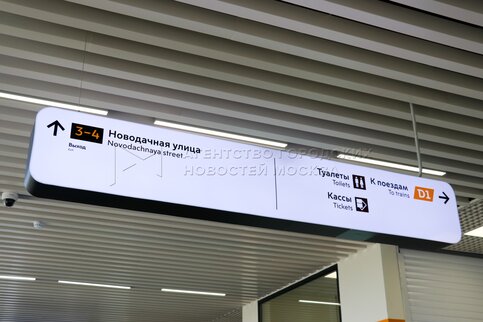 3-4
Выход
Exit
Новодачная улица
Novodachnaya street
АГЕНТСТВО ГОРОДСКИХ
НОВОСТЕЙ МОСКВА
Туалеты
Toilets
Кассы
Tickets
К поездам
To trains
D1